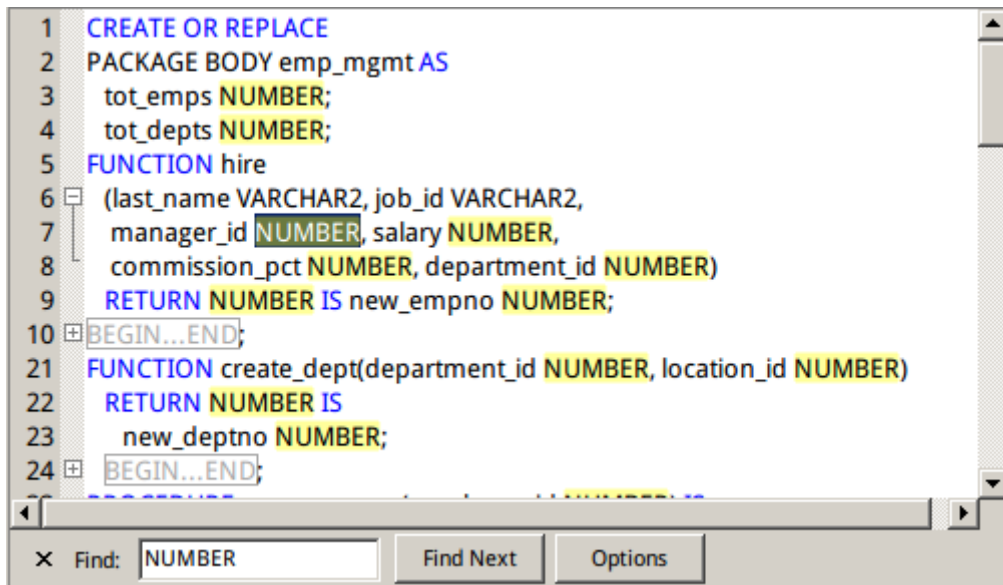 1 CREATE OR REPLACE
2 PACKAGE BODY emp_mgmt AS
3 tot_emps NUMBER;
4 tot_depts NUMBER;
5 FUNCTION hire
6 (last_name VARCHAR2, job_id VARCHAR2,
7 manager_id NUMBER, salary NUMBER,
8 commission_pct NUMBER, department_id NUMBER)
9 RETURN NUMBER IS new_empno NUMBER;
10 BEGIN...END;
21 FUNCTION create_dept(department_id NUMBER, location_id NUMBER)
22 RETURN NUMBER IS
23 new_deptno NUMBER;
24 BEGIN...END;
PROCEDURE NUMBER) IS
Find: NUMBER Find Next Options